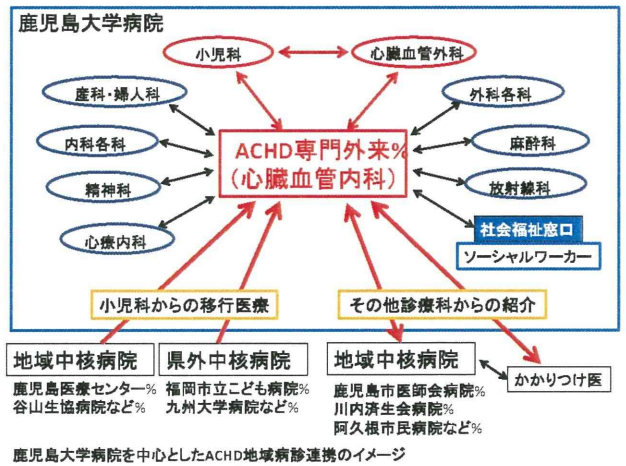 鹿児島大学病院
小児科
心臓血管外科
産科・婦人科
外科各科
内科各科
麻酔科
ACHD専門外来%
(心臓血管内科)
精神科
放射線科
心療内科
社会福祉窓口
ソーシャルワーカー
小児科からの移行医療
その他診療科からの紹介
地域中核病院
鹿児島医療センター%
谷山生協病院など%
県外中核病院
福岡市立こども病院%
九州大学病院など%
地域中核病院
鹿児島市医師会病院%
川内済生会病院%
阿久根市民病院など%
かかりつけ医
鹿児島大学病院を中心としたACHD地域病診連携のイメージ